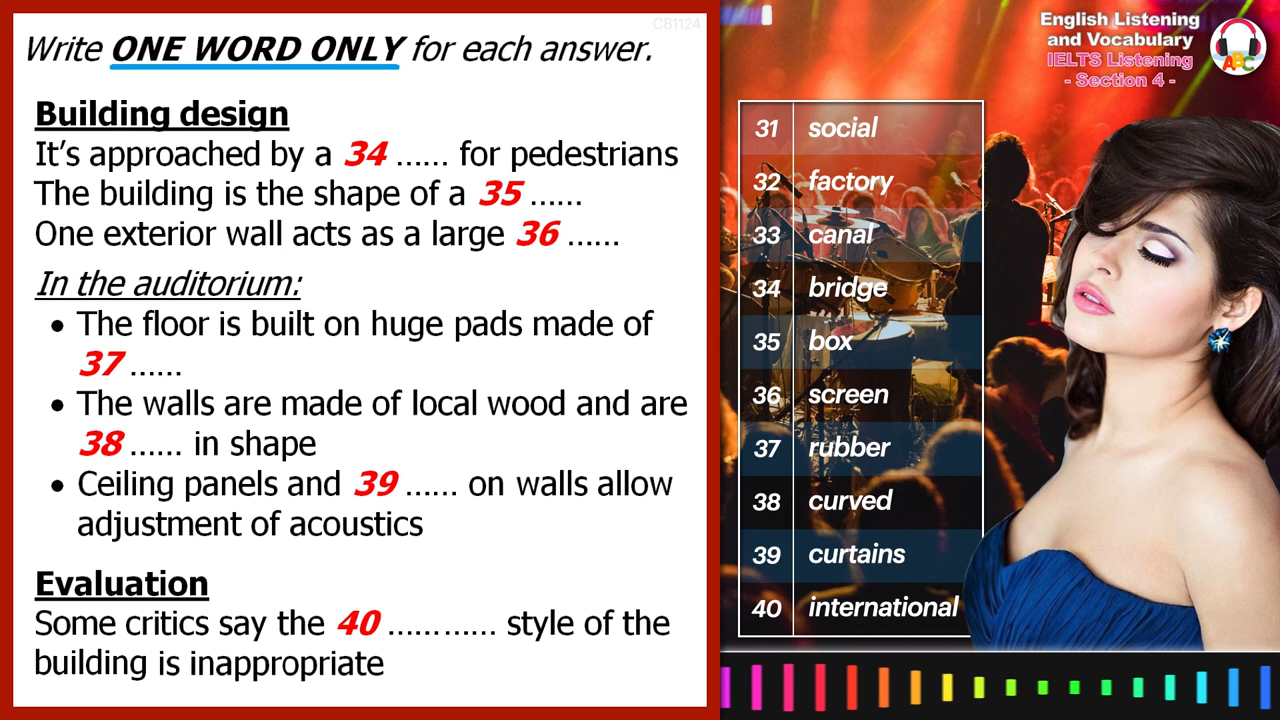 CB1124
Write ONE WORD ONLY for each answer.
Building design
It's approached by a 34 ...... for pedestrians
The building is the shape of a 35 ......
One exterior wall acts as a large 36 ......
In the auditorium:
• The floor is built on huge pads made of
37 ......
• The walls are made of local wood and are
38 ...... in shape
• Ceiling panels and 39 ...... on walls allow
adjustment of acoustics
Evaluation
Some critics say the 40 ............ style of the
building is inappropriate
English Listening
and Vocabulary
IELTS Listening
- Section 4 -
ABC
31 social
32 factory
33 canal
34 bridge
35 box
36 screen
37 rubber
38 curved
39 curtains
40 international